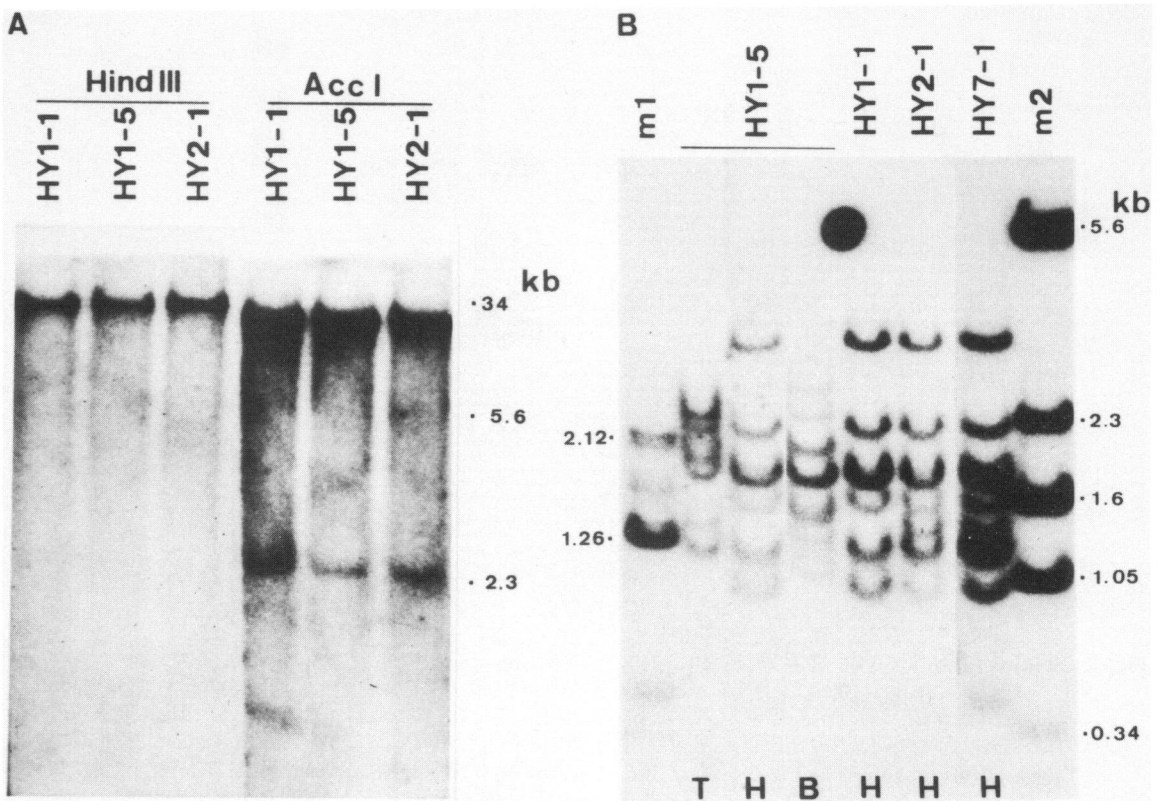 A
Hind III
Acc I
HY1-1
HY1-5
HY2-1
HY1-1
HY1-5
HY2-1
kb
·34
· 5.6
· 2.3
B
m1
HY1-5
HY1-1
HY2-1
HY7-1
m2
kb
·5.6
·2.3
·1.6
·1.05
·0.34
2.12·
1.26·
T
H
B
H
H
H